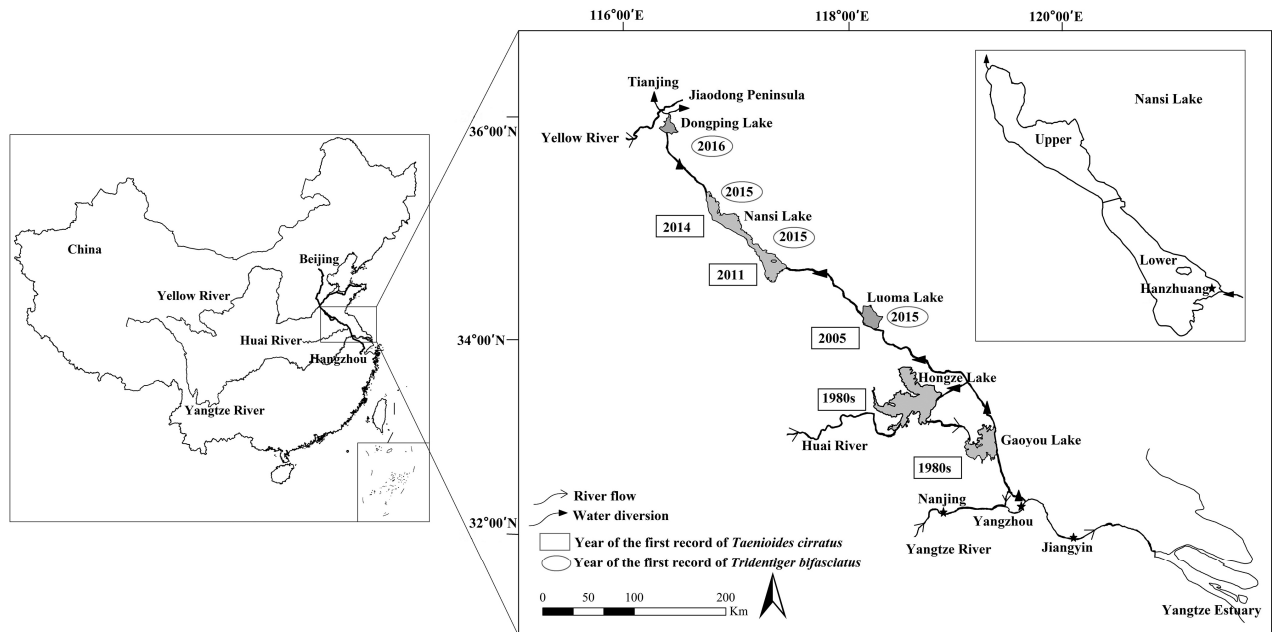 116°00′E
118°00′E
120°00′E
36°00′N
34°00′N
32°00′N
China
Beijing
Yellow River
Huai River
Hangzhou
Yangtze River
Tianjing
Jiaodong Peninsula
Yellow River
Dongping Lake
2016
2015
Nansi Lake
2014
2015
2011
Luoma Lake
2015
2005
Hongze Lake
1980s
Huai River
Gaoyou Lake
1980s
Nanjing
Yangzhou
Yangtze River
Jiangyin
Yangtze Estuary
Nansi Lake
Upper
Lower
Hanzhuang
River flow
Water diversion
Year of the first record of Taenioides cirratus
Year of the first record of Tridentiger bifasciatus
0 50 100 200
Km